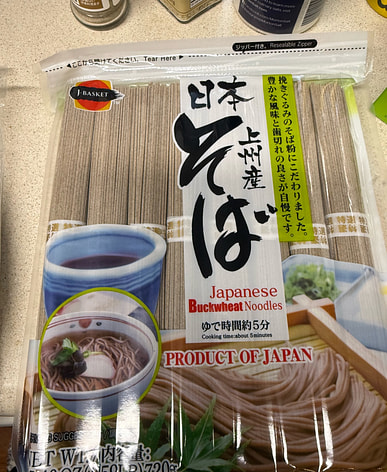 ジッパー付き。Resealable Zipper
Tear Here
J-BASKET
日本
そば
上州産
挽きぐるみのそば粉にこだわりました。
豊かな風味と歯切れの良さが自慢です。
Japanese
Buckwheat Noodles
ゆで時間約5分
Cooking time:about 5minutes
PRODUCT OF JAPAN
内容量: